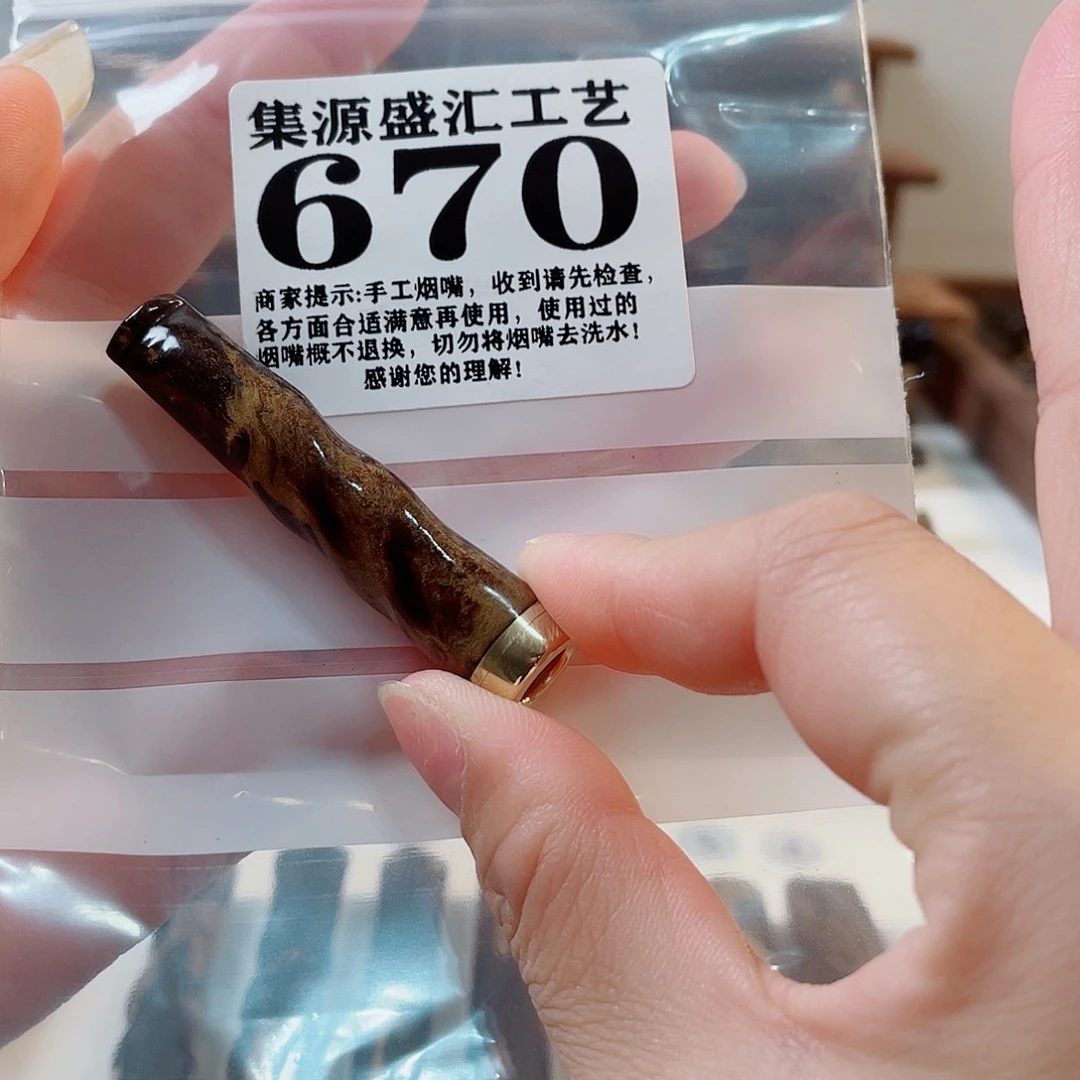 集源盛汇工艺
670
商家提示:手工烟嘴，收到请先检查，
各方面合适满意再使用，使用过的
烟嘴概不退换，切勿将烟嘴去洗水！
感谢您的理解！